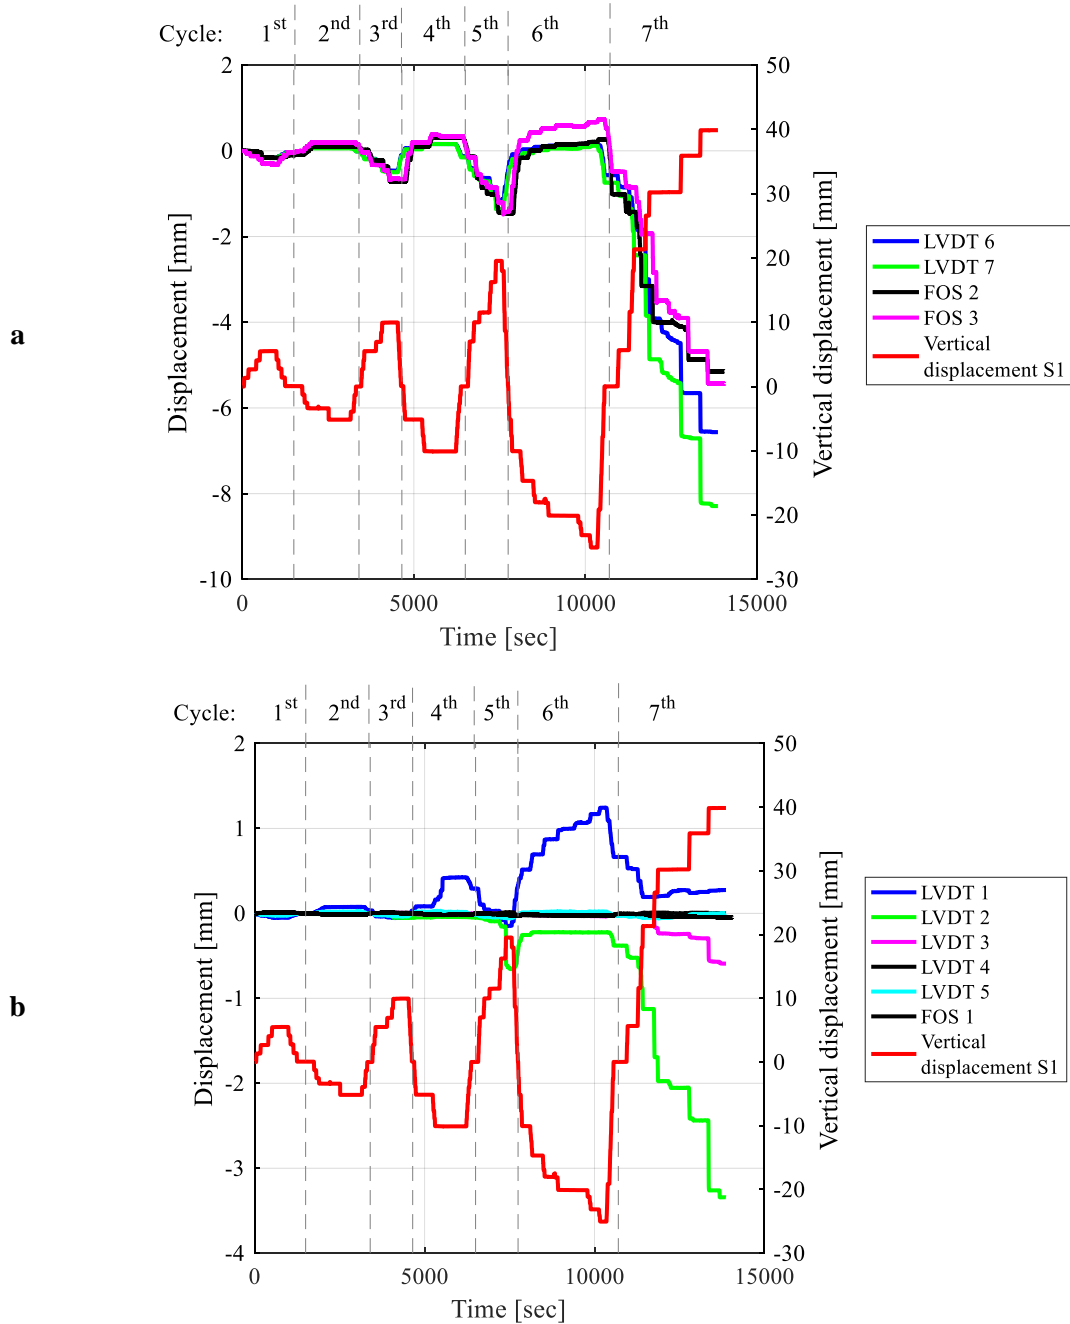 Cycle: 1st 2nd 3rd 4th 5th 6th 7th
2 50
0 40
-2 30
-4 20
-6 10
-8 0
-10 -10
-20
-30
Displacement [mm]
Vertical displacement [mm]
0 5000 10000 15000
Time [sec]
LVDT 6
LVDT 7
FOS 2
FOS 3
Vertical
displacement S1
a
Cycle: 1st 2nd 3rd 4th 5th 6th 7th
2 50
1 40
0 30
-1 20
-2 10
-3 0
-4 -10
-20
-30
Displacement [mm]
Vertical displacement [mm]
0 5000 10000 15000
Time [sec]
LVDT 1
LVDT 2
LVDT 3
LVDT 4
LVDT 5
FOS 1
Vertical
displacement S1
b